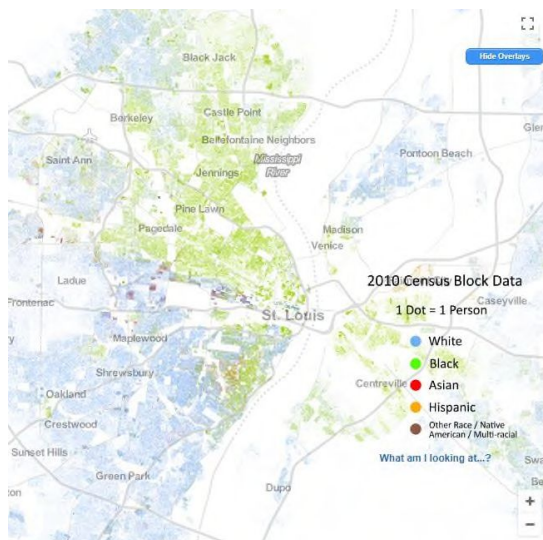 Black Jack
Hide Overlays
Castle Point
Berkeley
Bellefontaine Neighbors
Saint Ann
Mississippi
River
Pontoon Beach
Jennings
Pine Lawn
Pagedale
Madison
Venice
Ladue
2010 Census Block Data
Frontenac
Caseyville
1 Dot = 1 Person
St. Louis
Maplewood
White
Black
Shrewsbury
Centreville
Asian
Oakland
Hispanic
Crestwood
Other Race / Native
American / Multi-racial
Sunset Hills
What am I looking at...?
Green Park
Dupo
+
−